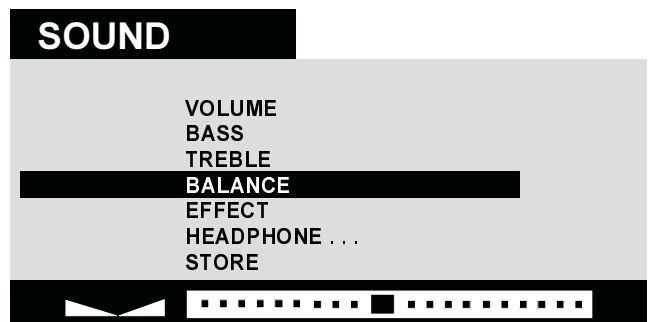 SOUND
VOLUME
BASS
TREBLE
BALANCE
EFFECT
HEADPHONE . . .
STORE